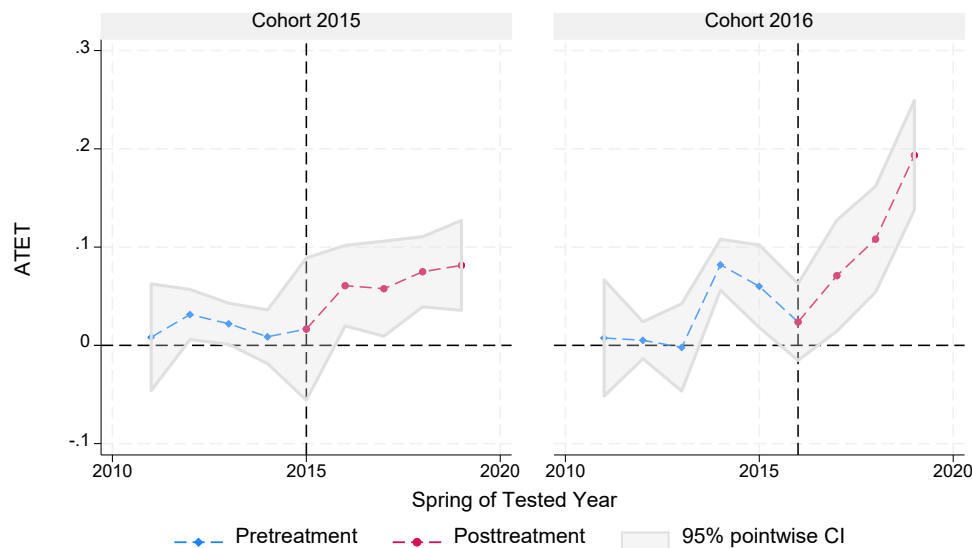 Cohort 2015
Cohort 2016
.3
.2
.1
0
-.1
ATET
2010
2015
2020
2010
2015
2020
Spring of Tested Year
Pretreatment
Posttreatment
95% pointwise CI